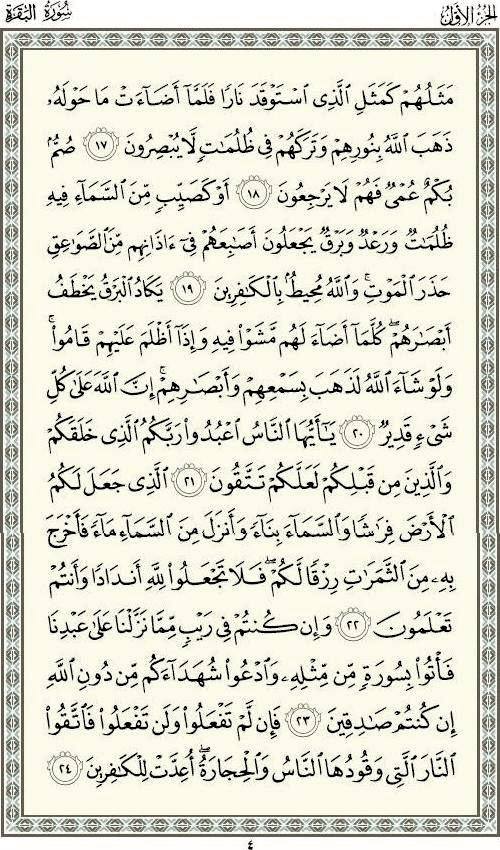 الجزء الأول
سورة البقرة
مَثَلُهُمْ كَمَثَلِ ٱلَّذِى ٱسْتَوْقَدَ نَارًا فَلَمَّآ أَضَآءَتْ مَا حَوْلَهُۥ
ذَهَبَ ٱللَّهُ بِنُورِهِمْ وَتَرَكَهُمْ فِى ظُلُمَٰتٍ لَّا يُبْصِرُونَ ١٧ صُمٌّۢ
بُكْمٌ عُمْىٌ فَهُمْ لَا يَرْجِعُونَ ١٨ أَوْ كَصَيِّبٍ مِّنَ ٱلسَّمَآءِ فِيهِ
ظُلُمَٰتٌ وَرَعْدٌ وَبَرْقٌ يَجْعَلُونَ أَصَٰبِعَهُمْ فِىٓ ءَاذَانِهِم مِّنَ ٱلصَّوَٰعِقِ
حَذَرَ ٱلْمَوْتِ ۚ وَٱللَّهُ مُحِيطٌۢ بِٱلْكَٰفِرِينَ ١٩ يَكَادُ ٱلْبَرْقُ يَخْطَفُ
أَبْصَٰرَهُمْ ۖ كُلَّمَآ أَضَآءَ لَهُم مَّشَوْا۟ فِيهِ وَإِذَآ أَظْلَمَ عَلَيْهِمْ قَامُوا۟ ۚ
وَلَوْ شَآءَ ٱللَّهُ لَذَهَبَ بِسَمْعِهِمْ وَأَبْصَٰرِهِمْ ۚ إِنَّ ٱللَّهَ عَلَىٰ كُلِّ
شَىْءٍ قَدِيرٌ ٢٠ يَٰٓأَيُّهَا ٱلنَّاسُ ٱعْبُدُوا۟ رَبَّكُمُ ٱلَّذِى خَلَقَكُمْ
وَٱلَّذِينَ مِن قَبْلِكُمْ لَعَلَّكُمْ تَتَّقُونَ ٢١ ٱلَّذِى جَعَلَ لَكُمُ
ٱلْأَرْضَ فِرَٰشًا وَٱلسَّمَآءَ بِنَآءً وَأَنزَلَ مِنَ ٱلسَّمَآءِ مَآءً فَأَخْرَجَ
بِهِۦ مِنَ ٱلثَّمَرَٰتِ رِزْقًا لَّكُمْ ۖ فَلَا تَجْعَلُوا۟ لِلَّهِ أَندَادًا وَأَنتُمْ
تَعْلَمُونَ ٢٢ وَإِن كُنتُمْ فِى رَيْبٍ مِّمَّا نَزَّلْنَا عَلَىٰ عَبْدِنَا
فَأْتُوا۟ بِسُورَةٍ مِّن مِّثْلِهِۦ وَٱدْعُوا۟ شُهَدَآءَكُم مِّن دُونِ ٱللَّهِ
إِن كُنتُمْ صَٰدِقِينَ ٢٣ فَإِن لَّمْ تَفْعَلُوا۟ وَلَن تَفْعَلُوا۟ فَٱتَّقُوا۟
ٱلنَّارَ ٱلَّتِى وَقُودُهَا ٱلنَّاسُ وَٱلْحِجَارَةُ ۖ أُعِدَّتْ لِلْكَٰفِرِينَ ٢٤
٤